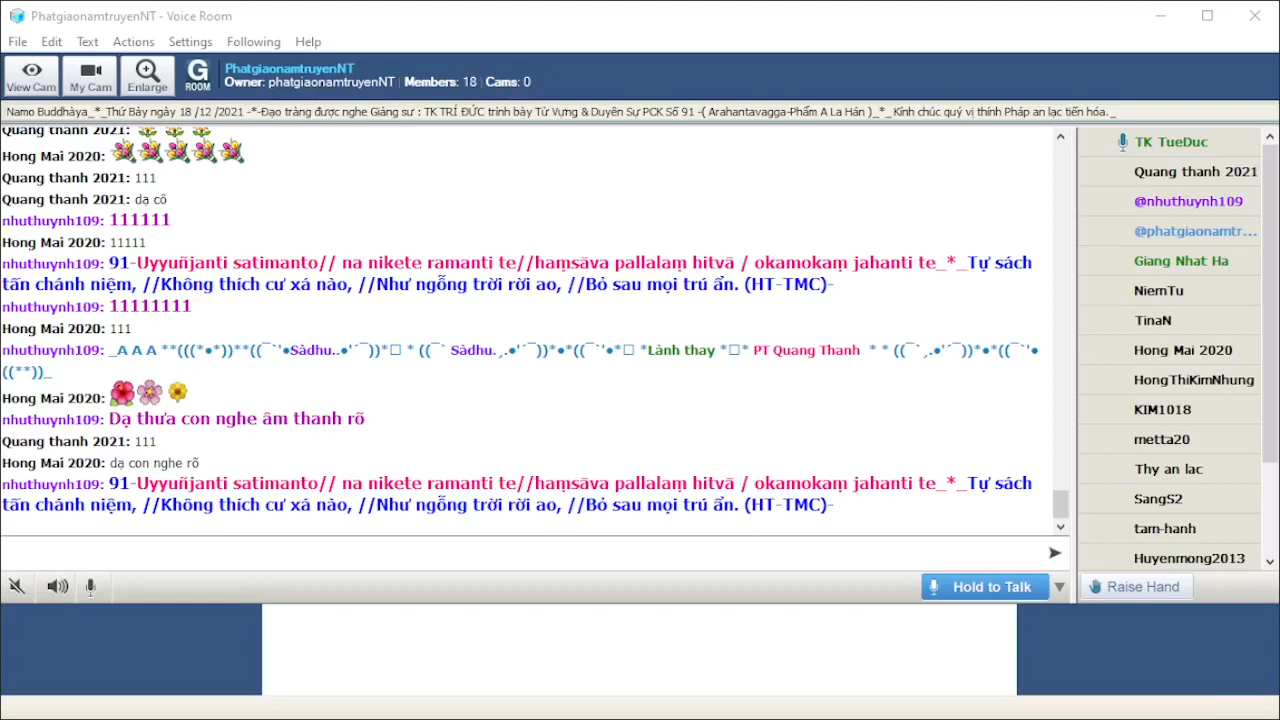 PhatgiaonamtruyenNT - Voice Room
File Edit Text Actions Settings Following Help
View Cam My Cam Enlarge G ROOM
PhatgiaonamtruyenNT
Owner: phatgiaonamtruyenNT Members: 18 Cams: 0
Namo Buddhàya_*_Thứ Bảy ngày 18 /12 /2021 -*-Đạo tràng được nghe Giảng sư : TK TRÍ ĐỨC trình bày Từ Vựng & Duyên Sự PCK Số 91 -( Arahantavagga-Phẩm A La Hán )_*_ Kính chúc quý vị thính Pháp an lạc tiến hóa._
Quang thanh 2021:
Hong Mai 2020:
Quang thanh 2021: 111
Quang thanh 2021: dạ cô
nhuthuynh109: 111111
Hong Mai 2020: 11111
nhuthuynh109: 91-Uyyuñjanti satimanto// na nikete ramanti te//haṃsāva pallalaṃ hitvā / okamokaṃ jahanti te_*_Tự sách
tấn chánh niệm, //Không thích cư xá nào, //Như ngỗng trời rời ao, //Bỏ sau mọi trú ẩn. (HT-TMC)-
nhuthuynh109: 11111111
Hong Mai 2020: 111
nhuthuynh109: _A A A **(((*•*))**((¯`'•Sàdhu..•'´¯))*□ * ((¯` Sàdhu.¸.•'´¯))*•*((¯`'•*□ *Lành thay *□* PT Quang Thanh * * ((¯`¸.•'´¯))*•*((¯`'•
((**))_
Hong Mai 2020:
nhuthuynh109: Dạ thưa con nghe âm thanh rõ
Quang thanh 2021: 111
Hong Mai 2020: dạ con nghe rõ
nhuthuynh109: 91-Uyyuñjanti satimanto// na nikete ramanti te//haṃsāva pallalaṃ hitvā / okamokaṃ jahanti te_*_Tự sách
tấn chánh niệm, //Không thích cư xá nào, //Như ngỗng trời rời ao, //Bỏ sau mọi trú ẩn. (HT-TMC)-
Hold to Talk
TK TueDuc
Quang thanh 2021
@nhuthuynh109
@phatgiaonamtr...
Giang Nhat Ha
NiemTu
TinaN
Hong Mai 2020
HongThiKimNhung
KIM1018
metta20
Thy an lac
SangS2
tam-hanh
Huyenmong2013
Raise Hand